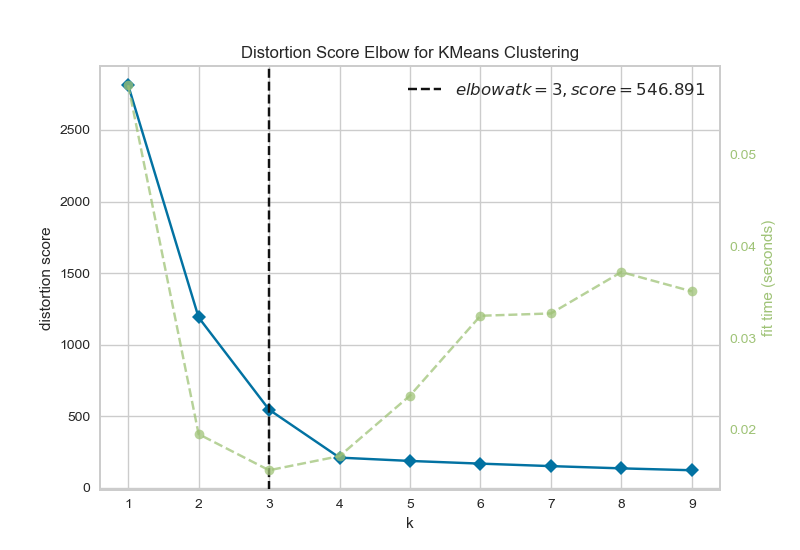 Distortion Score Elbow for KMeans Clustering
elbowatk = 3, score = 546.891
distortion score
2500
2000
1500
1000
500
0
0.05
0.04
0.03
0.02
fit time (seconds)
1 2 3 4 5 6 7 8 9
k